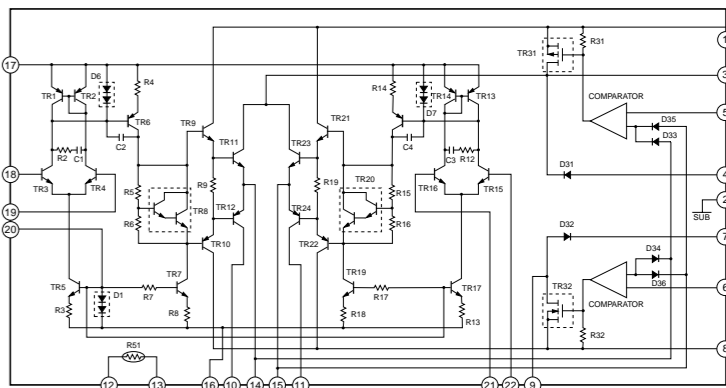 TR31 R31 1
17 D6 R4 R14 3
TR1 TR2 TR14 TR13 COMPARATOR
TR6 TR9 TR21 D7 5
TR11 TR23 D35
D33
R2 C1 C2 C4 C3 R12
18 TR3 TR4 TR16 TR15 D31 4
R5 R9 R19 TR20 R15
19 TR8 TR12 TR24 2
SUB
20 R6 R16 D32 7
TR10 TR22
D34
TR5 D1 R7 TR7 TR19 R17 TR17
D36 6
R3 R8 R18 R13 TR32 COMPARATOR
R32
R51 8
12 13 16 10 14 15 11 21 22 9